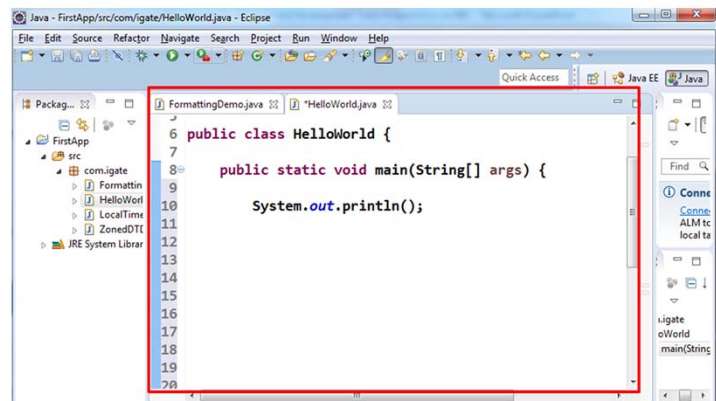 Java - FirstApp/src/com/igate/HelloWorld.java - Eclipse
File Edit Source Refactor Navigate Search Project Run Window Help
Quick Access Java EE Java
Packag...
FormattingDemo.java *HelloWorld.java
FirstApp
src
com.igate
Formattin
HelloWorl
LocalTime
ZonedDT
JRE System Librar
6 public class HelloWorld {
7
8 public static void main(String[] args) {
9
10 System.out.println();
11
12
13
14
15
16
17
18
19
20
Find
Conne
Conne
ALM to
local ta
.igate
oWorld
main(String